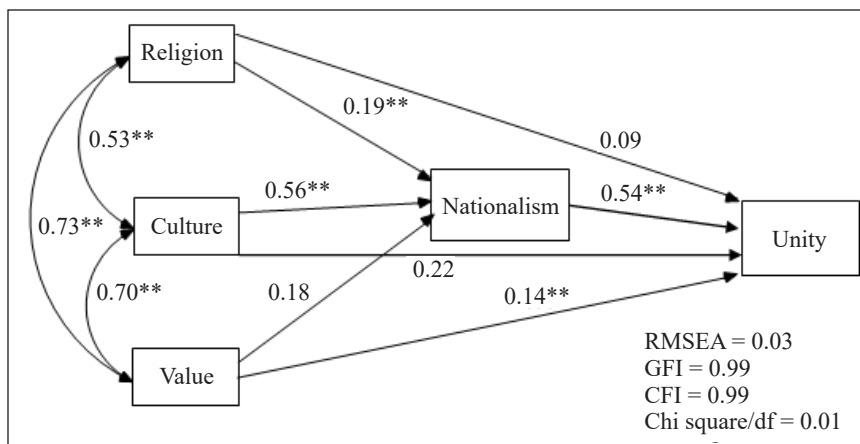 Religion
0.19**
0.09
0.53**
0.56**
Nationalism
0.54**
Culture
Unity
0.73**
0.22
0.70**
0.18
0.14**
Value
RMSEA = 0.03
GFI = 0.99
CFI = 0.99
Chi square/df = 0.01